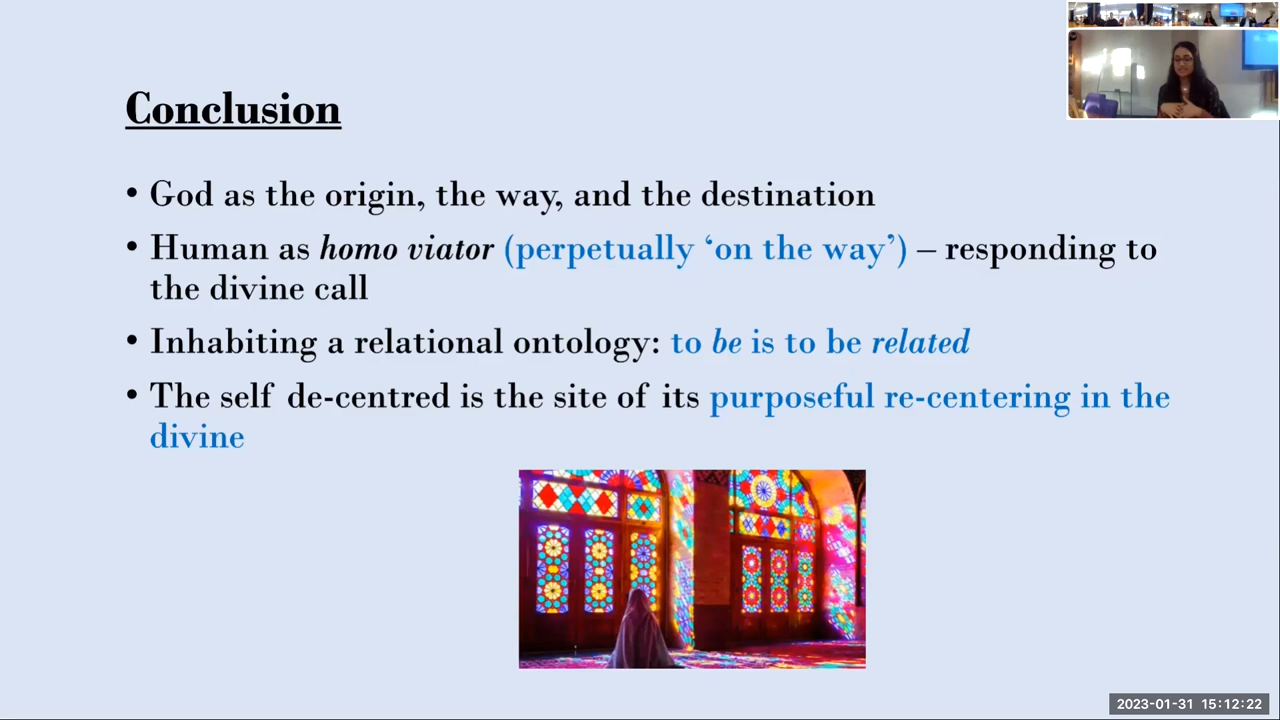 Conclusion
• God as the origin, the way, and the destination
• Human as homo viator (perpetually ‘on the way’) – responding to
the divine call
• Inhabiting a relational ontology: to be is to be related
• The self de-centred is the site of its purposeful re-centering in the
divine
2023-01-31 15:12:22